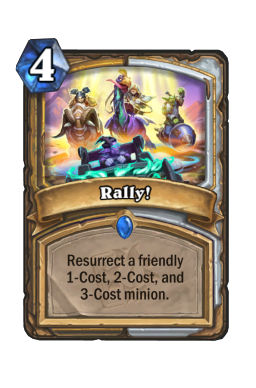 4
Rally!
Resurrect a friendly
1-Cost, 2-Cost, and
3-Cost minion.